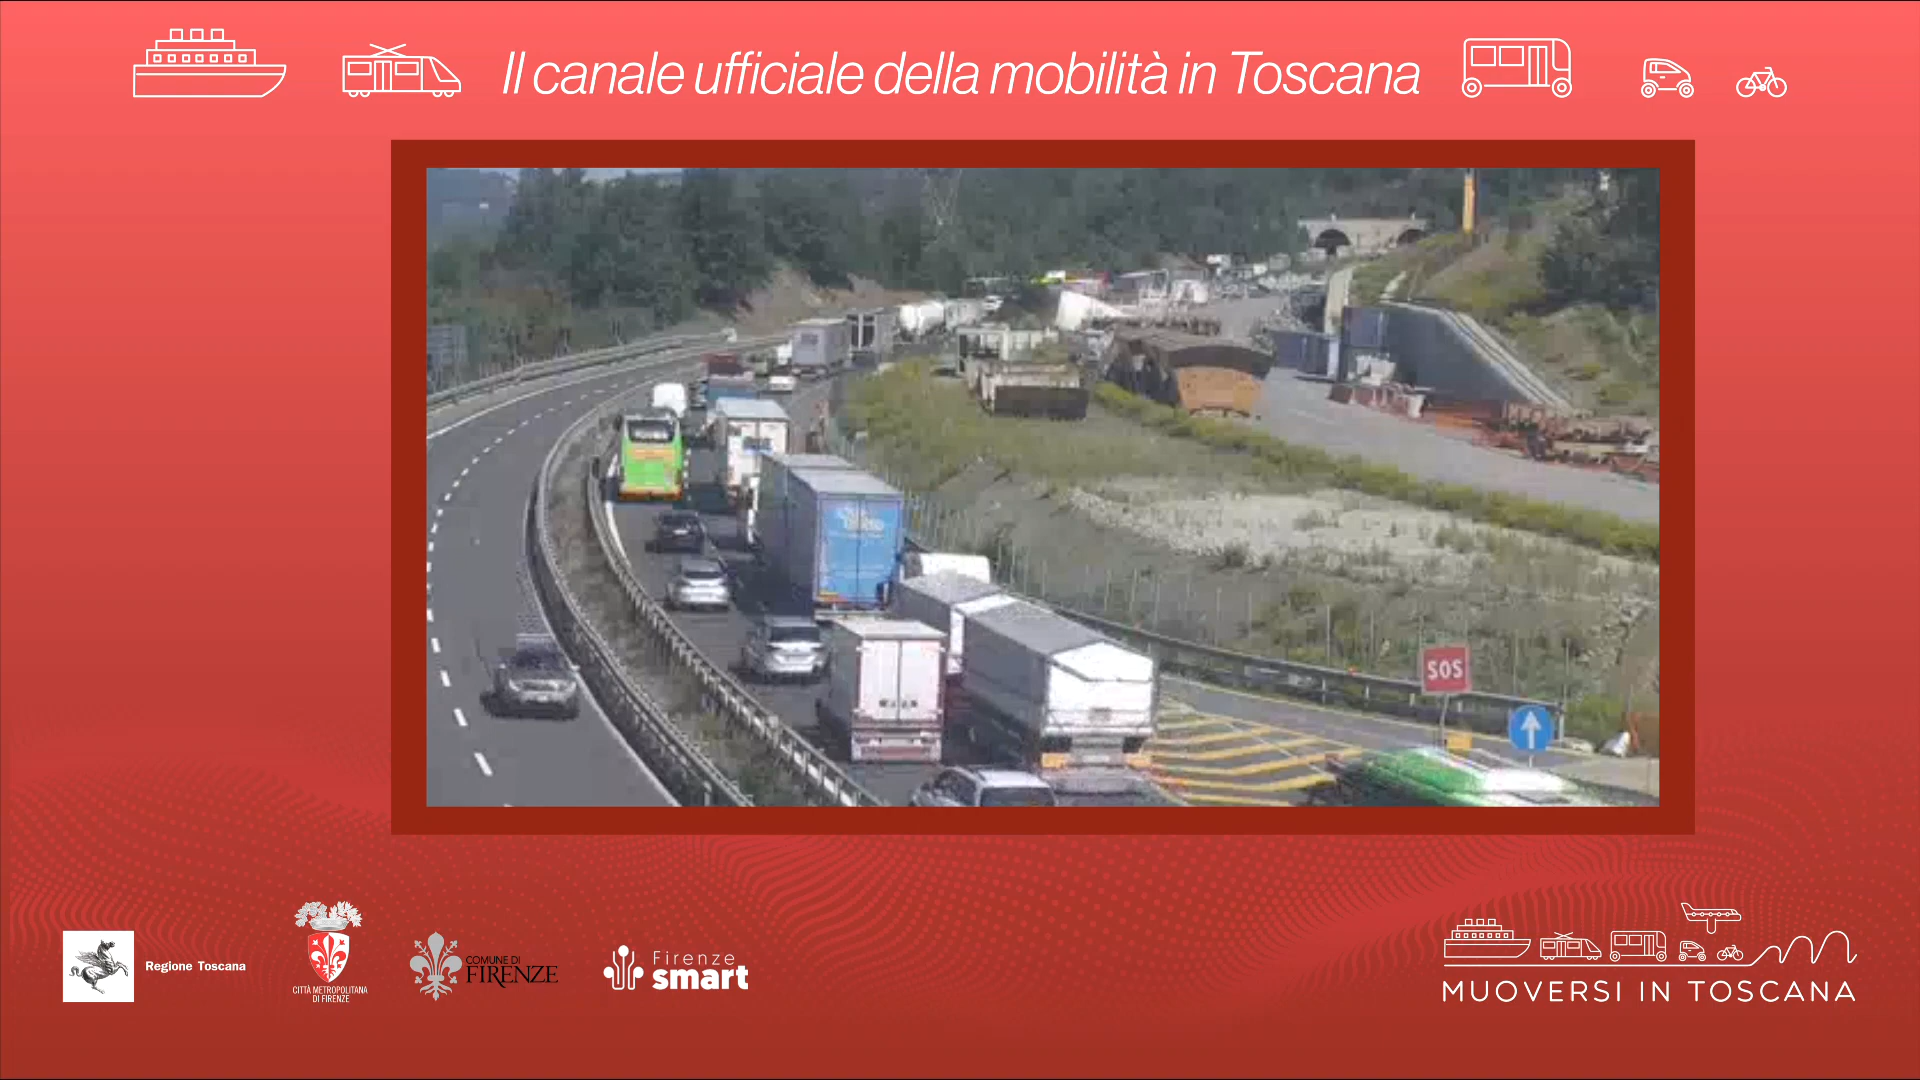 Il canale ufficiale della mobilità in Toscana
SOS
Regione Toscana
CITTÀ METROPOLITANA
DI FIRENZE
COMUNE DI
FIRENZE
Firenze
smart
MUOVERSI IN TOSCANA